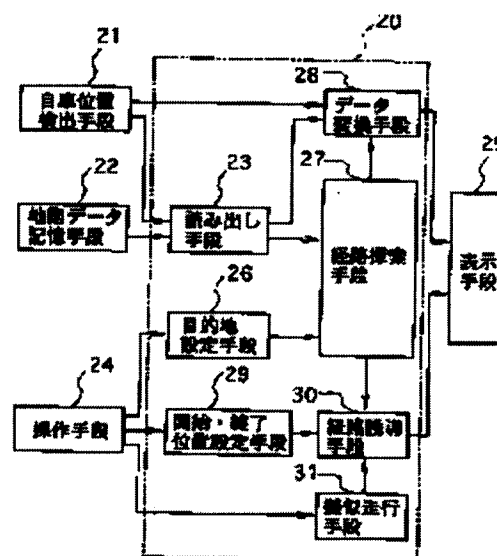 20
21
自車位置
検出手段
28
データ
変換手段
22
地図データ
記憶手段
23
読み出し
手段
27
経路探索
手段
25
表示
手段
26
目的地
設定手段
24
操作手段
29
開始・終了
位置設定手段
30
経路誘導
手段
31
擬似走行
手段